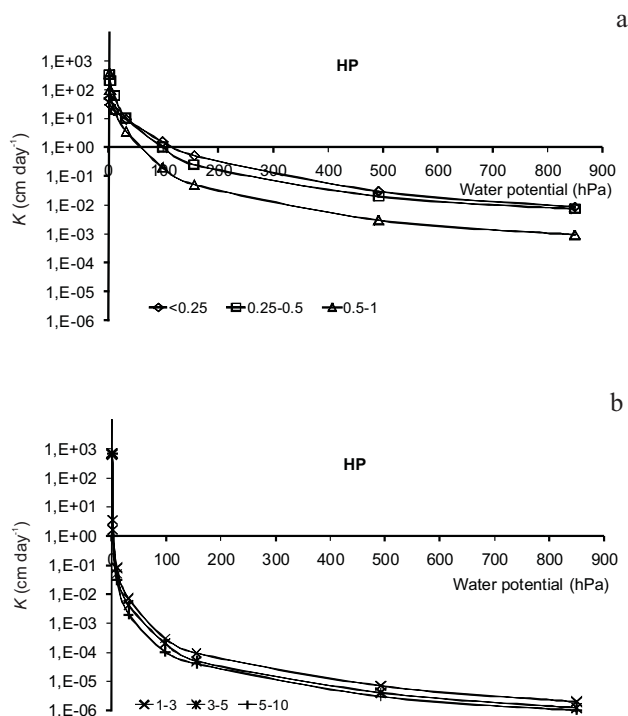 a
HP
1,E+03
1,E+02
1,E+01
1,E+00
1,E-01
1,E-02
1,E-03
1,E-04
1,E-05
1,E-06
K (cm day-1)
0 100 200 300 400 500 600 700 800 900
Water potential (hPa)
<0.25 0.25-0.5 0.5-1
b
HP
1,E+03
1,E+02
1,E+01
1,E+00
1,E-01
1,E-02
1,E-03
1,E-04
1,E-05
1,E-06
K (cm day-1)
0 100 200 300 400 500 600 700 800 900
Water potential (hPa)
1-3 3-5 5-10